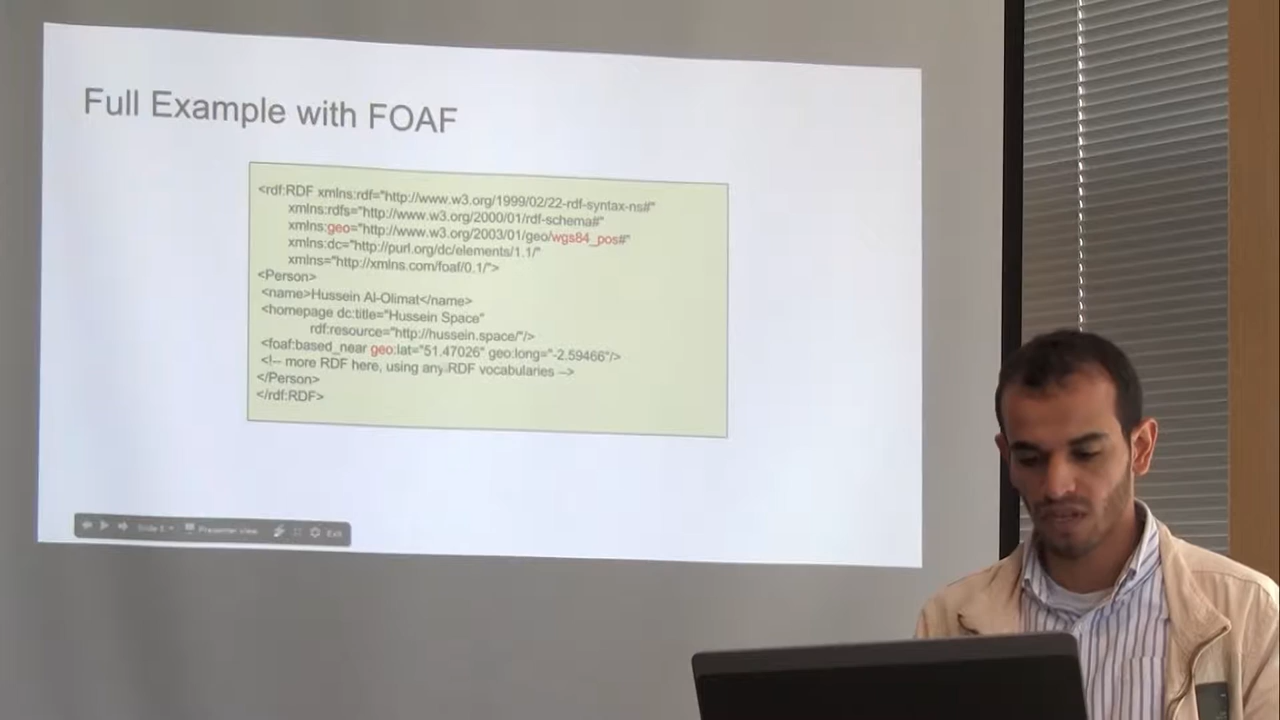 Full Example with FOAF
<rdf:RDF xmlns:rdf="http://www.w3.org/1999/02/22-rdf-syntax-ns#"
xmlns:rdfs="http://www.w3.org/2000/01/rdf-schema#"
xmlns:geo="http://www.w3.org/2003/01/geo/wgs84_pos#"
xmlns:dc="http://purl.org/dc/elements/1.1/"
xmlns="http://xmlns.com/foaf/0.1/">
<Person>
<name>Hussein Al-Olimat</name>
<homepage dc:title="Hussein Space"
rdf:resource="http://hussein.space/"/>
<foaf:based_near geo:lat="51.47026" geo:long="-2.59466"/>
<!-- more RDF here, using any RDF vocabularies -->
</Person>
</rdf:RDF>
Slide Presenter view Exit